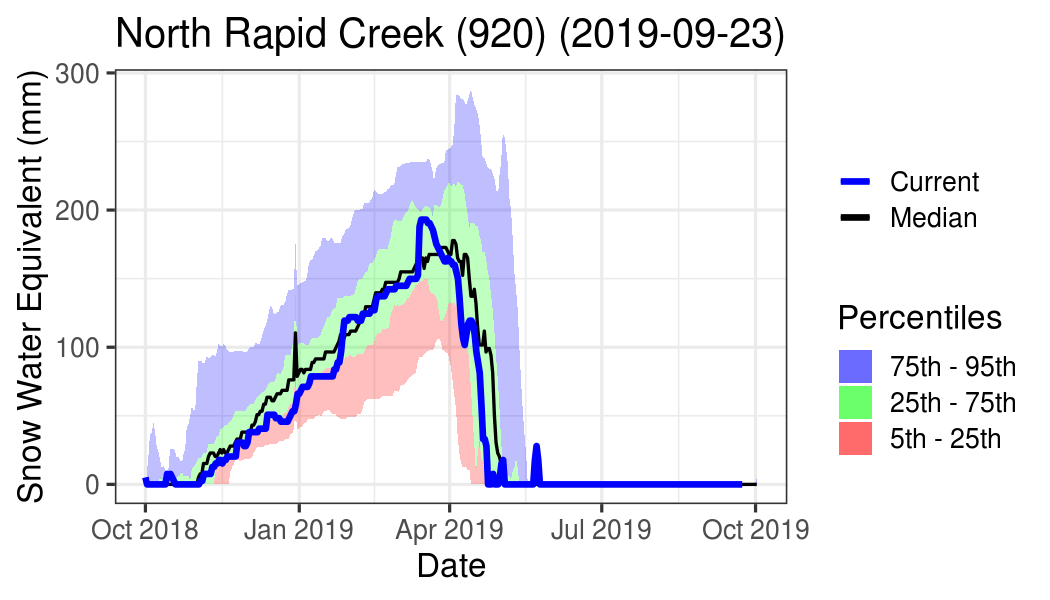 North Rapid Creek (920) (2019-09-23)
Snow Water Equivalent (mm)
300
200
100
0
Oct 2018
Jan 2019
Apr 2019
Jul 2019
Oct 2019
Date
Current
Median
Percentiles
75th - 95th
25th - 75th
5th - 25th